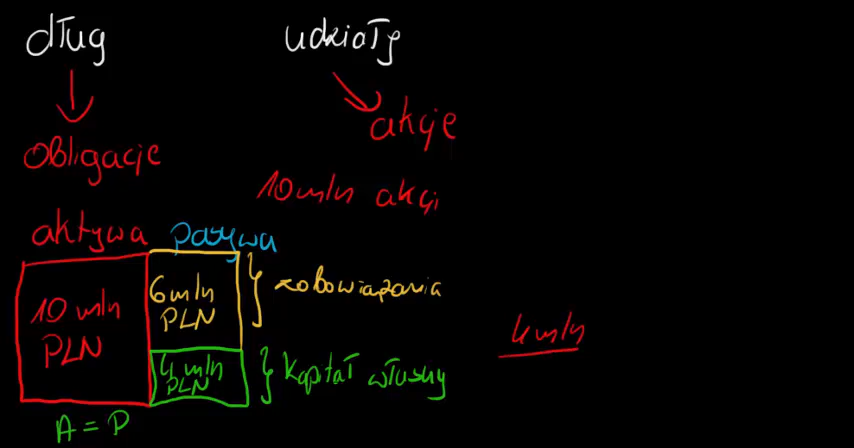 dług
udziały
obligacje
akcje
10 mln akcji
aktywa
pasywa
10 mln
PLN
6 mln
PLN
zobowiązania
4 mln
PLN
kapitał własny
4 mln
A = P